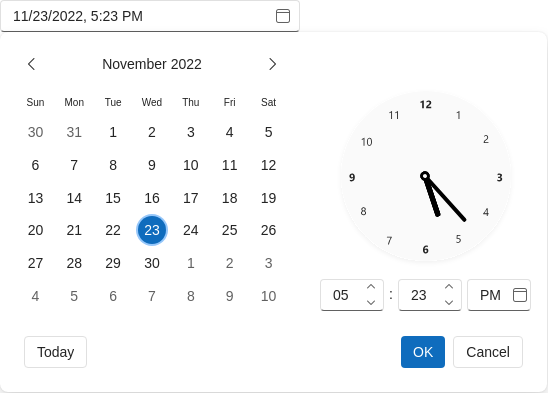 11/23/2022, 5:23 PM
November 2022
Sun Mon Tue Wed Thu Fri Sat
30 31 1 2 3 4 5
6 7 8 9 10 11 12
13 14 15 16 17 18 19
20 21 22 23 24 25 26
27 28 29 30 1 2 3
4 5 6 7 8 9 10
12
11 1
10 2
9 3
8 4
7 5
6
05 : 23 PM
Today
OK Cancel